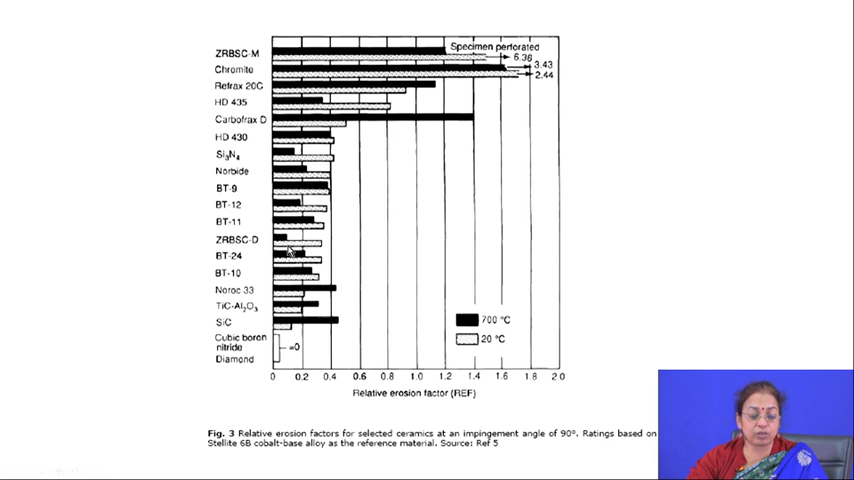 Specimen perforated
ZRBSC-M
6.36
Chromite
3.43
2.44
Refrax 20C
HD 435
Carbofrax D
HD 430
Si3N4
Norbide
BT-9
BT-12
BT-11
ZRBSC-D
BT-24
BT-10
Noroc 33
TiC-Al2O3
SiC
Cubic boron
nitride
≈0
Diamond
700 °C
20 °C
0 0.2 0.4 0.6 0.8 1.0 1.2 1.4 1.6 1.8 2.0
Relative erosion factor (REF)
Fig. 3 Relative erosion factors for selected ceramics at an impingement angle of 90°. Ratings based on
Stellite 6B cobalt-base alloy as the reference material. Source: Ref 5